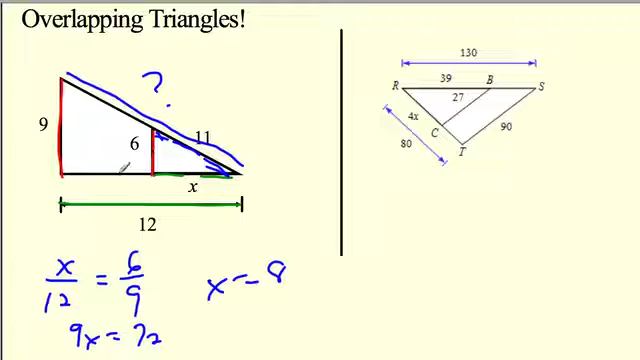 Overlapping Triangles!
?
9
6
11
x
12
x/12 = 6/9
x = 8
9x = 72
130
R
39
B
S
27
4x
C
80
90
T